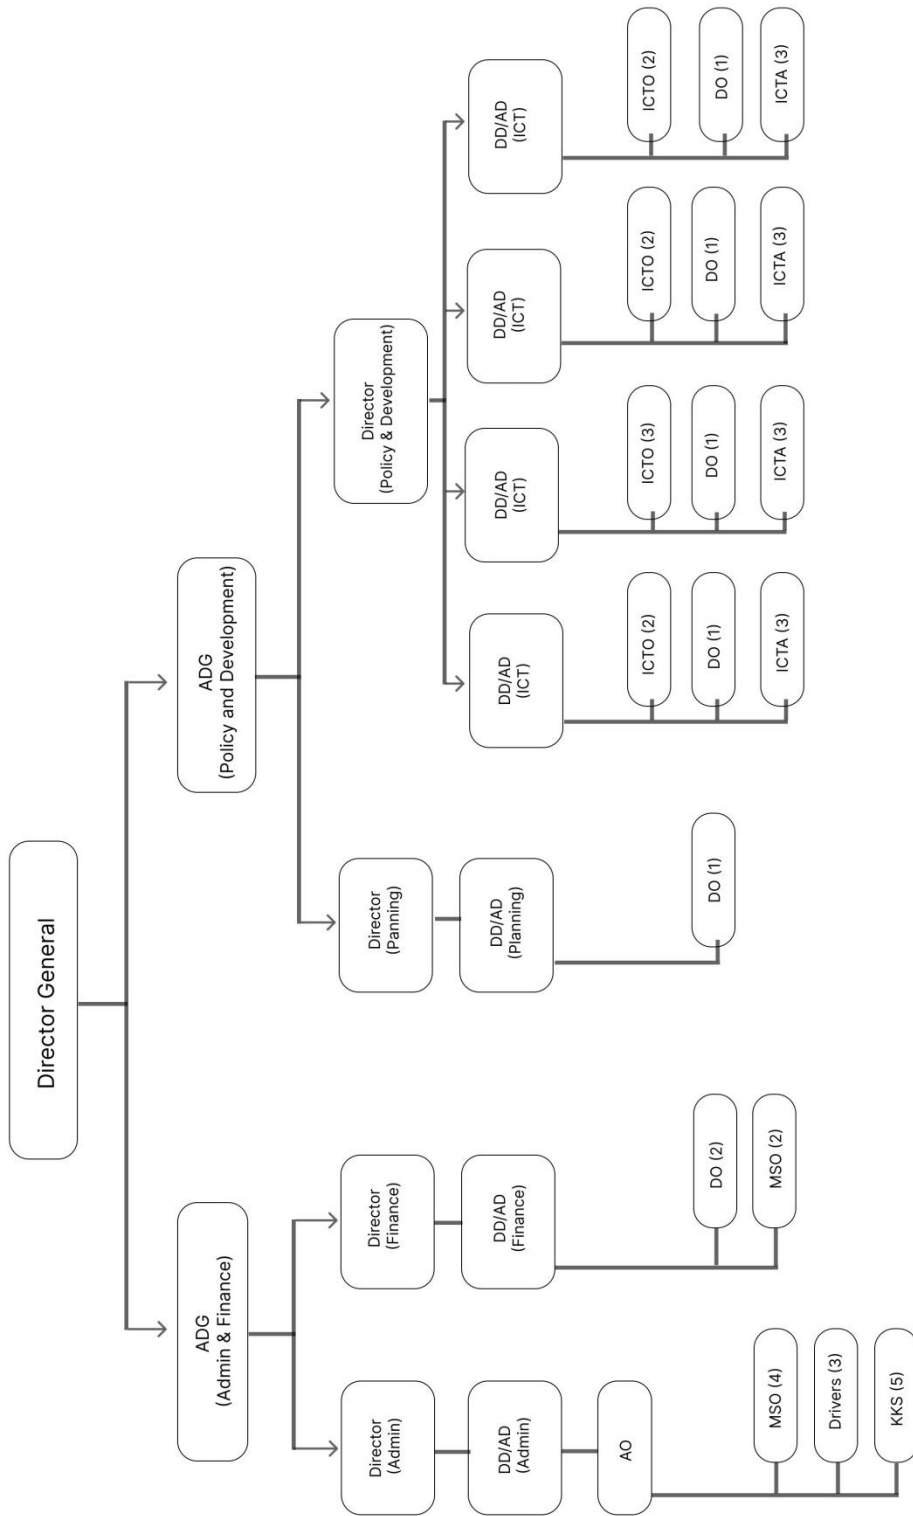 Director General
ADG
(Admin & Finance)
ADG
(Policy and Development)
Director
(Admin)
Director
(Finance)
Director
(Panning)
Director
(Policy & Development)
DD/AD
(Admin)
DD/AD
(Finance)
DD/AD
(Planning)
DD/AD
(ICT)
DD/AD
(ICT)
DD/AD
(ICT)
DD/AD
(ICT)
AO
MSO (4)
Drivers (3)
KKS (5)
DO (2)
MSO (2)
DO (1)
ICTO (2)
DO (1)
ICTA (3)
ICTO (3)
DO (1)
ICTA (3)
ICTO (2)
DO (1)
ICTA (3)
ICTO (2)
DO (1)
ICTA (3)